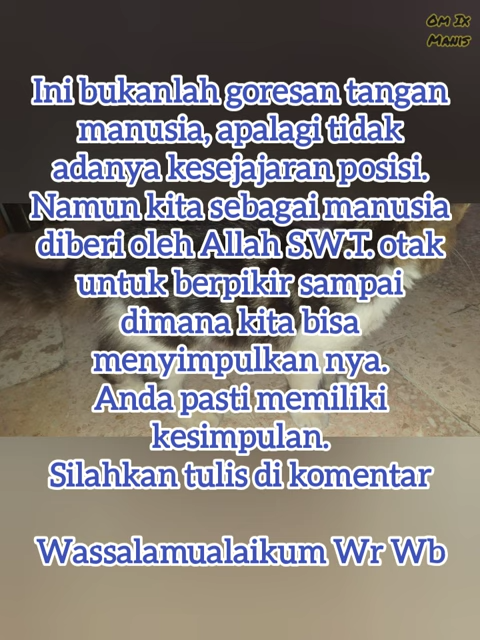 Om Ix
Manis
Ini bukanlah goresan tangan
manusia, apalagi tidak
adanya kesejajaran posisi.
Namun kita sebagai manusia
diberi oleh Allah S.W.T. otak
untuk berpikir sampai
dimana kita bisa
menyimpulkan nya.
Anda pasti memiliki
kesimpulan.
Silahkan tulis di komentar
Wassalamualaikum Wr Wb